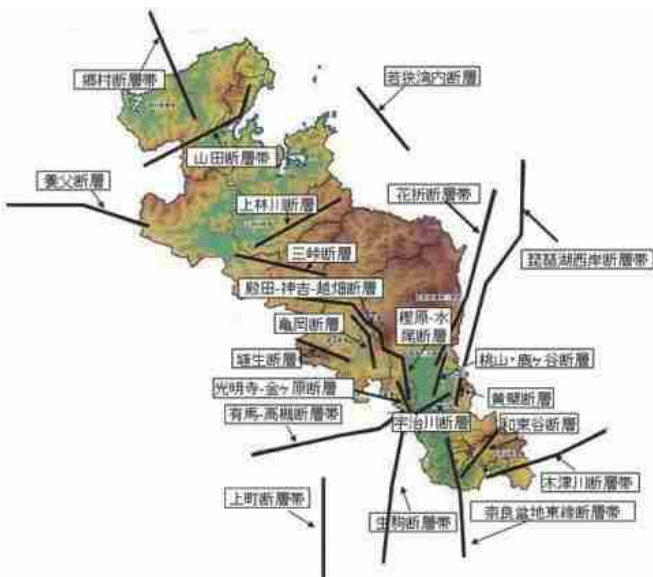 郷村断層帯
若狭湾内断層
山田断層帯
養父断層
花折断層帯
上林川断層
三峠断層
琵琶湖西岸断層帯
殿田-神吉-越畑断層
亀岡断層
樫原-水
尾断層
埴生断層
桃山・鹿ヶ谷断層
光明寺-金ヶ原断層
黄檗断層
有馬-高槻断層帯
宇治川断層
和束谷断層
木津川断層帯
上町断層帯
生駒断層帯
奈良盆地東縁断層帯